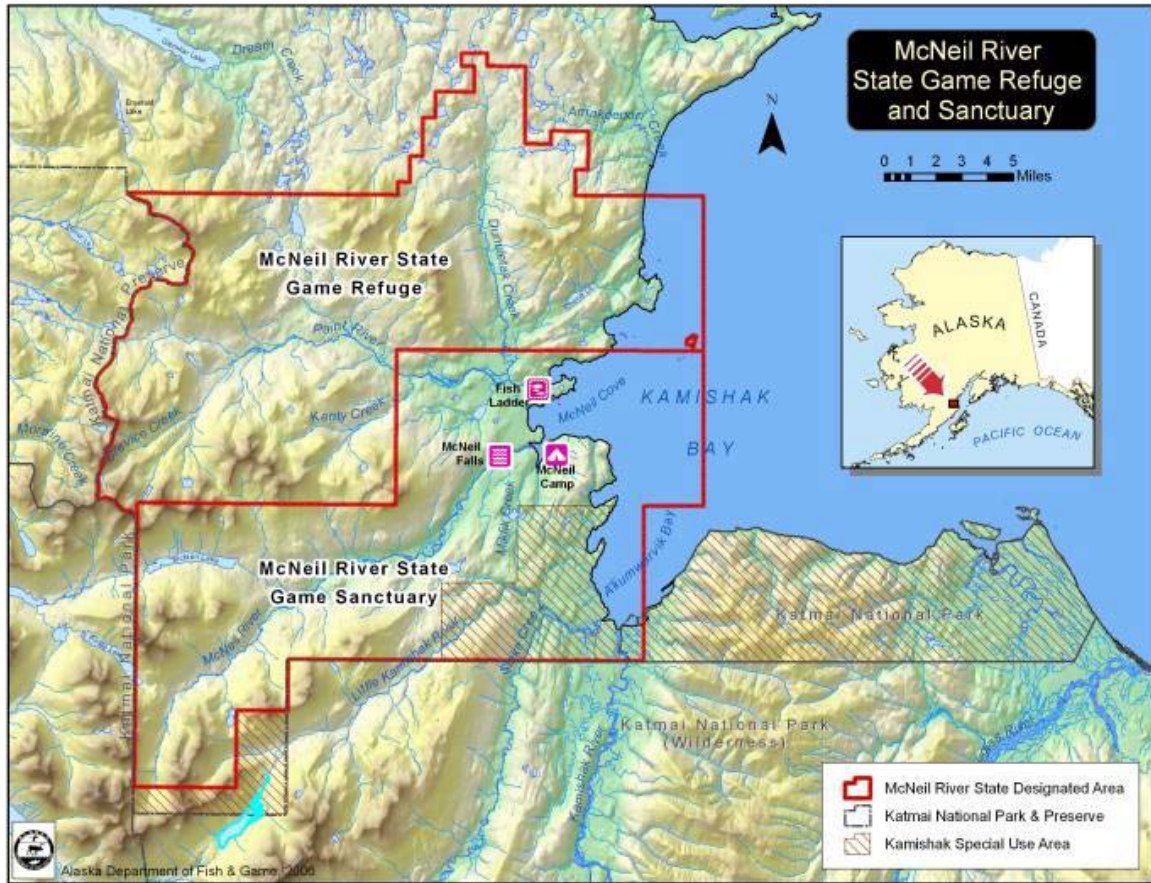 McNeil River
State Game Refuge
and Sanctuary
N
0 1 2 3 4 5
Miles
Dream
Creek
Amakdedori Creek
McNeil River State
Game Refuge
Dumbletak Creek
Katmai National Preserve
Paint River
Fish
Ladder
McNeil Cove
KAMISHAK
BAY
Kenty Creek
Moraine Creek
McNeil
Falls
McNeil
Camp
ALASKA
CANADA
PACIFIC OCEAN
Mikfik Creek
Akumwarvik Bay
McNeil River State
Game Sanctuary
Katmai National Park
McNeil River
Little Kamishak River
Katmai National Park
Katmai National Park
(Wilderness)
Kamishak River
McNeil River State Designated Area
Katmai National Park & Preserve
Kamishak Special Use Area
Alaska Department of Fish & Game, 2006